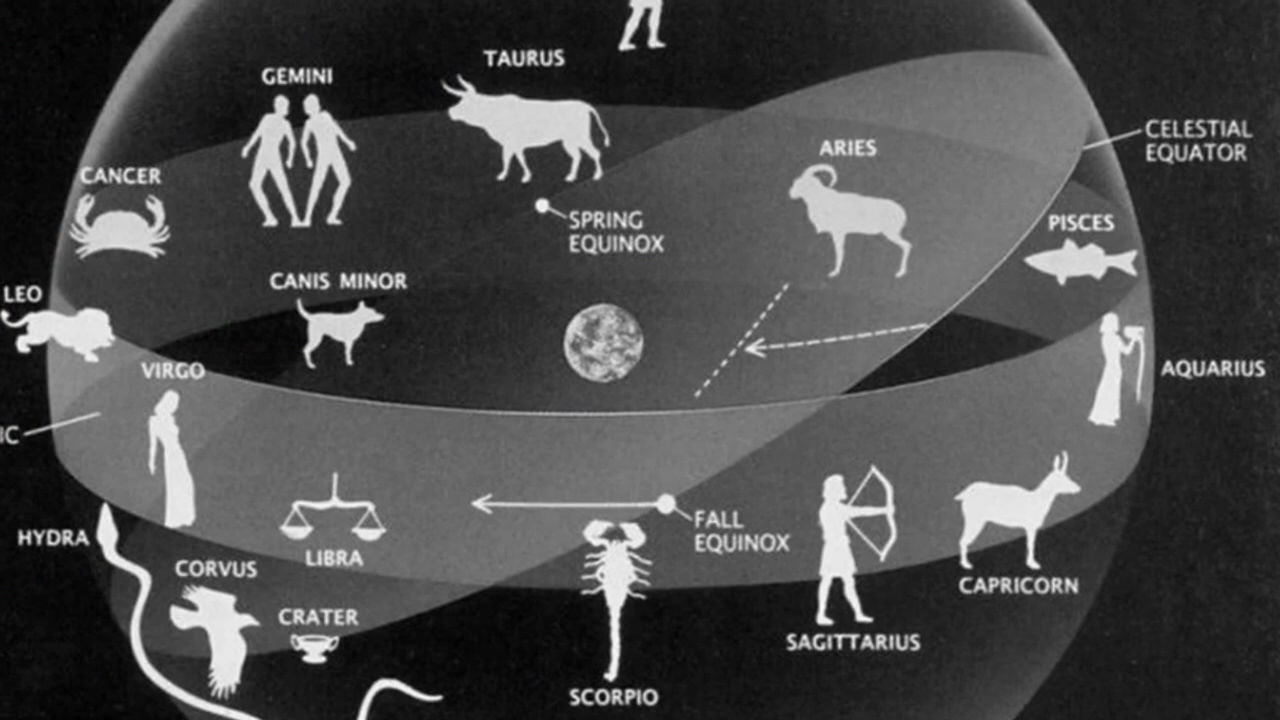 TAURUS
GEMINI
CELESTIAL
EQUATOR
ARIES
CANCER
SPRING
EQUINOX
PISCES
CANIS MINOR
LEO
VIRGO
AQUARIUS
IC
FALL
EQUINOX
HYDRA
LIBRA
CORVUS
CAPRICORN
CRATER
SAGITTARIUS
SCORPIO